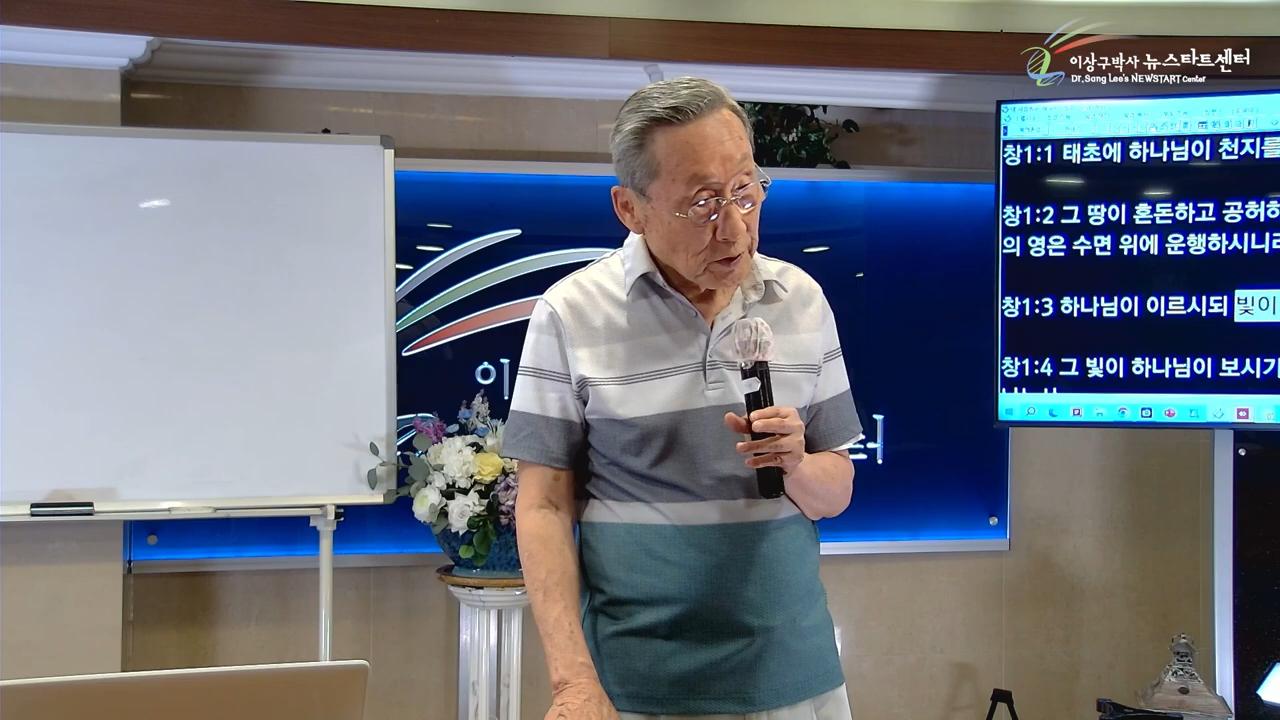 이상구박사 뉴스타트센터
Dr. Sang Lee's NEWSTART Center
창1:1 태초에 하나님이 천지를
창1:2 그 땅이 혼돈하고 공허하
의 영은 수면 위에 운행하시니라
창1:3 하나님이 이르시되 빛이
창1:4 그 빛이 하나님이 보시기
이